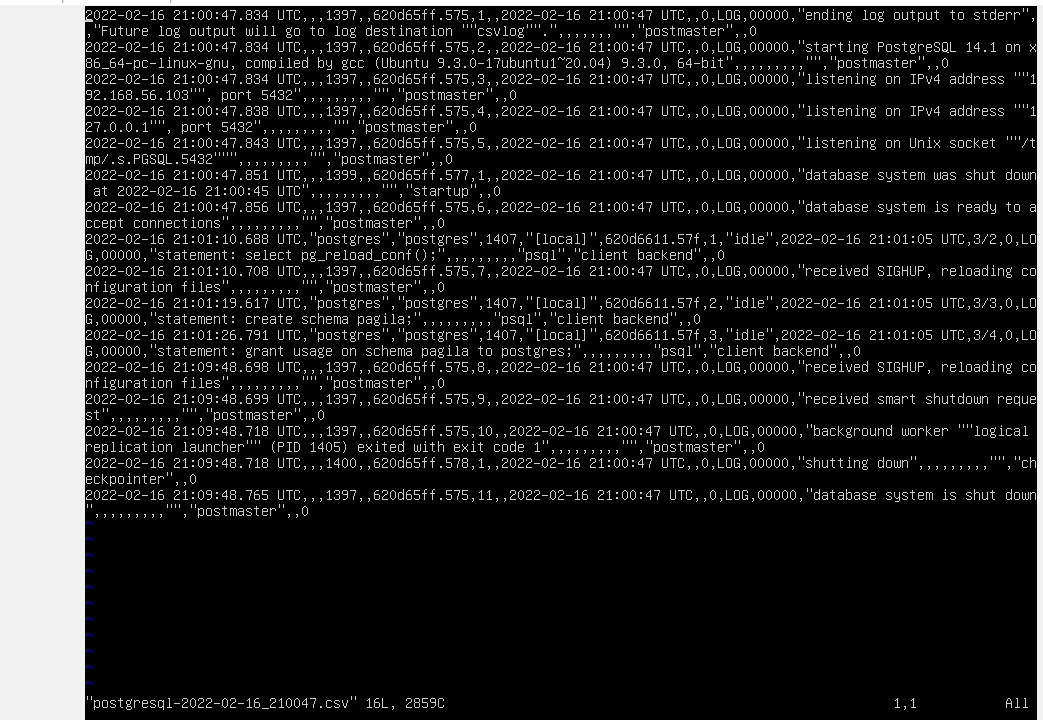 2022-02-16 21:00:47.834 UTC,,,1397,,620d65ff.575,1,,2022-02-16 21:00:47 UTC,,0,LOG,00000,"ending log output to stderr",
,"Future log output will go to log destination ""csvlog"".",,,,,,,"","postmaster",,0
2022-02-16 21:00:47.834 UTC,,,1397,,620d65ff.575,2,,2022-02-16 21:00:47 UTC,,0,LOG,00000,"starting PostgreSQL 14.1 on x
86_64-pc-linux-gnu, compiled by gcc (Ubuntu 9.3.0-17ubuntu1~20.04) 9.3.0, 64-bit",,,,,,,,,"","postmaster",,0
2022-02-16 21:00:47.834 UTC,,,1397,,620d65ff.575,3,,2022-02-16 21:00:47 UTC,,0,LOG,00000,"listening on IPv4 address ""1
92.168.56.103"", port 5432",,,,,,,,,"","postmaster",,0
2022-02-16 21:00:47.838 UTC,,,1397,,620d65ff.575,4,,2022-02-16 21:00:47 UTC,,0,LOG,00000,"listening on IPv4 address ""1
27.0.0.1"", port 5432",,,,,,,,,"","postmaster",,0
2022-02-16 21:00:47.843 UTC,,,1397,,620d65ff.575,5,,2022-02-16 21:00:47 UTC,,0,LOG,00000,"listening on Unix socket ""/t
mp/.s.PGSQL.5432""",,,,,,,,,"","postmaster",,0
2022-02-16 21:00:47.851 UTC,,,1399,,620d65ff.577,1,,2022-02-16 21:00:47 UTC,,0,LOG,00000,"database system was shut down
 at 2022-02-16 21:00:45 UTC",,,,,,,,,"","startup",,0
2022-02-16 21:00:47.856 UTC,,,1397,,620d65ff.575,6,,2022-02-16 21:00:47 UTC,,0,LOG,00000,"database system is ready to a
ccept connections",,,,,,,,,"","postmaster",,0
2022-02-16 21:01:10.688 UTC,"postgres","postgres",1407,"[local]",620d6611.57f,1,"idle",2022-02-16 21:01:05 UTC,3/2,0,LO
G,00000,"statement: select pg_reload_conf();",,,,,,,,,"psql","client backend",,0
2022-02-16 21:01:10.708 UTC,,,1397,,620d65ff.575,7,,2022-02-16 21:00:47 UTC,,0,LOG,00000,"received SIGHUP, reloading co
nfiguration files",,,,,,,,,"","postmaster",,0
2022-02-16 21:01:19.617 UTC,"postgres","postgres",1407,"[local]",620d6611.57f,2,"idle",2022-02-16 21:01:05 UTC,3/3,0,LO
G,00000,"statement: create schema pagila;",,,,,,,,,"psql","client backend",,0
2022-02-16 21:01:26.791 UTC,"postgres","postgres",1407,"[local]",620d6611.57f,3,"idle",2022-02-16 21:01:05 UTC,3/4,0,LO
G,00000,"statement: grant usage on schema pagila to postgres;",,,,,,,,,"psql","client backend",,0
2022-02-16 21:09:48.698 UTC,,,1397,,620d65ff.575,8,,2022-02-16 21:00:47 UTC,,0,LOG,00000,"received SIGHUP, reloading co
nfiguration files",,,,,,,,,"","postmaster",,0
2022-02-16 21:09:48.699 UTC,,,1397,,620d65ff.575,9,,2022-02-16 21:00:47 UTC,,0,LOG,00000,"received smart shutdown reque
st",,,,,,,,,"","postmaster",,0
2022-02-16 21:09:48.718 UTC,,,1397,,620d65ff.575,10,,2022-02-16 21:00:47 UTC,,0,LOG,00000,"background worker ""logical 
replication launcher"" (PID 1405) exited with exit code 1",,,,,,,,,"","postmaster",,0
2022-02-16 21:09:48.718 UTC,,,1400,,620d65ff.578,1,,2022-02-16 21:00:47 UTC,,0,LOG,00000,"shutting down",,,,,,,,,"","ch
eckpointer",,0
2022-02-16 21:09:48.765 UTC,,,1397,,620d65ff.575,11,,2022-02-16 21:00:47 UTC,,0,LOG,00000,"database system is shut down
",,,,,,,,,"","postmaster",,0
~
~
~
~
~
~
~
~
~
~
~
"postgresql-2022-02-16_210047.csv" 16L, 2859C 1,1 All